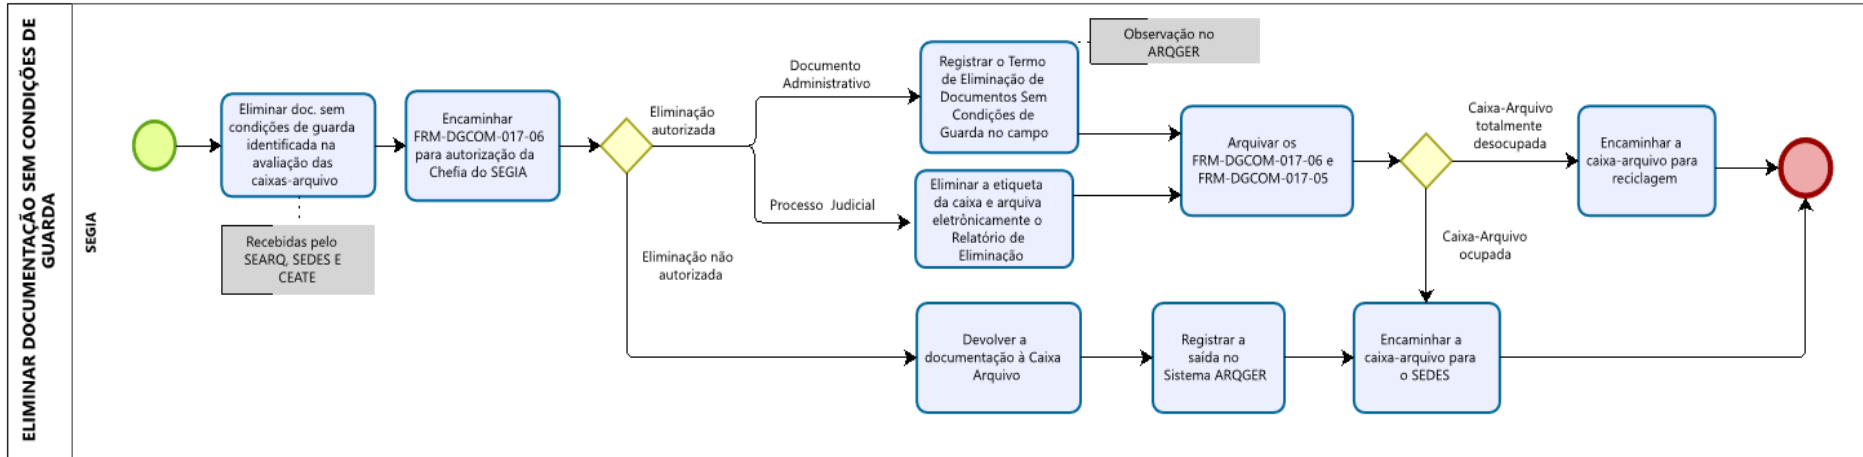 ELIMINAR DOCUMENTAÇÃO SEM CONDIÇÕES DE
GUARDA
SEGIA
Eliminar doc. sem
condições de guarda
identificada na
avaliação das
caixas-arquivo
Recebidas pelo
SEARQ, SEDES E
CEATE
Encaminhar
FRM-DGCOM-017-06
para autorização da
Chefia do SEGIA
Eliminação
autorizada
Eliminação não
autorizada
Documento
Administrativo
Processo Judicial
Registrar o Termo
de Eliminação de
Documentos Sem
Condições de
Guarda no campo
Observação no
ARQGER
Eliminar a etiqueta
da caixa e arquiva
eletrônicamente o
Relatório de
Eliminação
Arquivar os
FRM-DGCOM-017-06 e
FRM-DGCOM-017-05
Caixa-Arquivo
totalmente
desocupada
Encaminhar a
caixa-arquivo para
reciclagem
Caixa-Arquivo
ocupada
Devolver a
documentação à Caixa
Arquivo
Registrar a
saída no
Sistema ARQGER
Encaminhar a
caixa-arquivo para
o SEDES